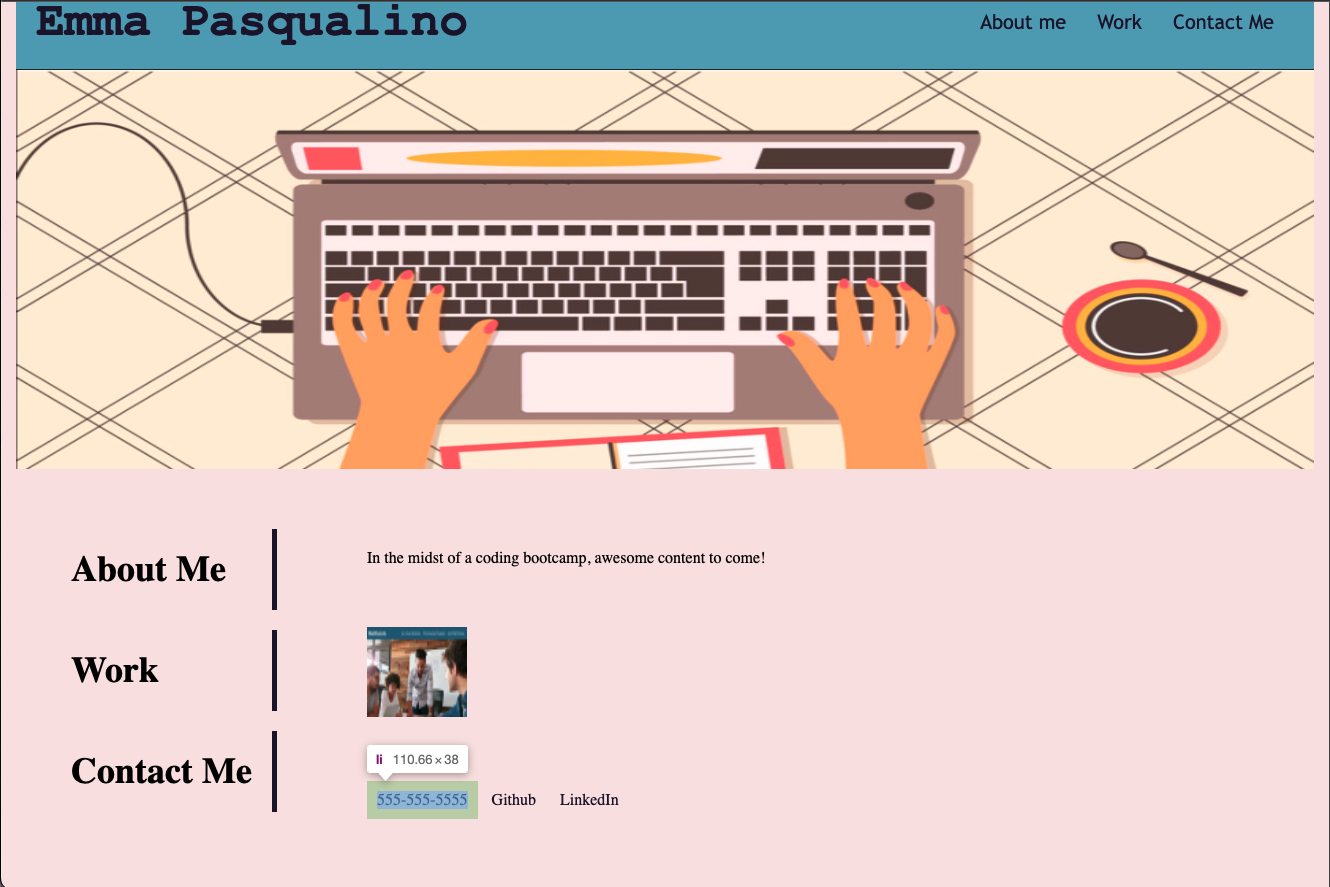 Emma Pasqualino
About me Work Contact Me
About Me
In the midst of a coding bootcamp, awesome content to come!
Work
Contact Me
li 110.66 × 38
555-555-5555 Github LinkedIn